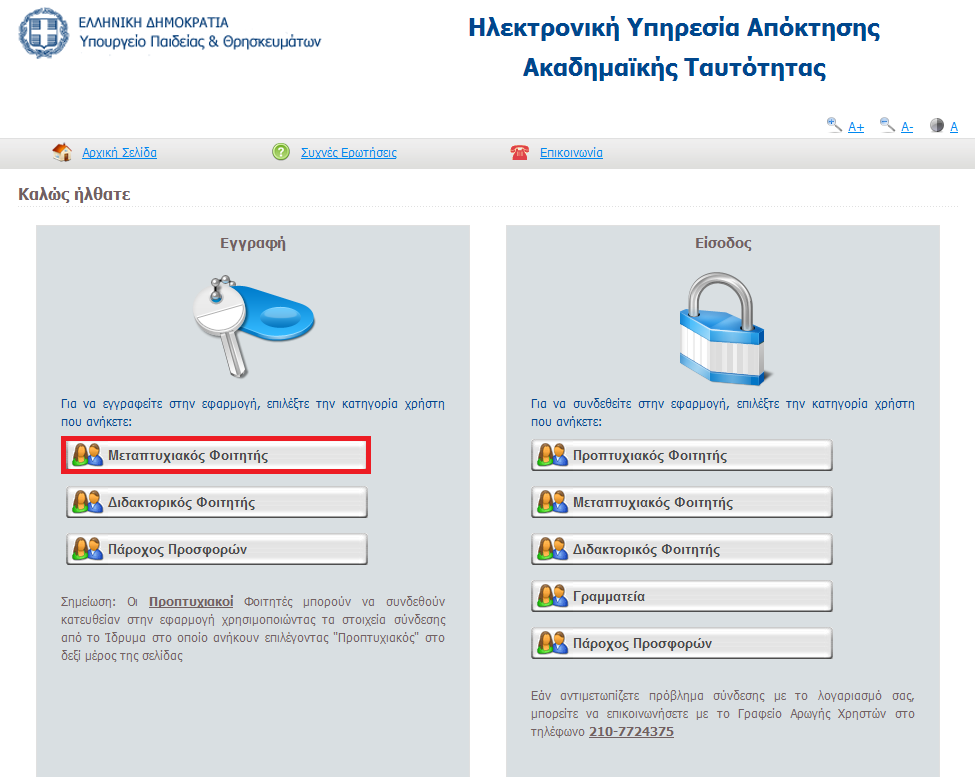 ΕΛΛΗΝΙΚΗ ΔΗΜΟΚΡΑΤΙΑ
Υπουργείο Παιδείας & Θρησκευμάτων
Ηλεκτρονική Υπηρεσία Απόκτησης
Ακαδημαϊκής Ταυτότητας
A+ A- A
Αρχική Σελίδα
Συχνές Ερωτήσεις
Επικοινωνία
Καλώς ήλθατε
Εγγραφή
Για να εγγραφείτε στην εφαρμογή, επιλέξτε την κατηγορία χρήστη
που ανήκετε:
Μεταπτυχιακός Φοιτητής
Διδακτορικός Φοιτητής
Πάροχος Προσφορών
Σημείωση: Οι Προπτυχιακοί Φοιτητές μπορούν να συνδεθούν
κατευθείαν στην εφαρμογή χρησιμοποιώντας τα στοιχεία σύνδεσης
από το Ίδρυμα στο οποίο ανήκουν επιλέγοντας "Προπτυχιακός" στο
δεξί μέρος της σελίδας
Είσοδος
Για να συνδεθείτε στην εφαρμογή, επιλέξτε την κατηγορία χρήστη
που ανήκετε:
Προπτυχιακός Φοιτητής
Μεταπτυχιακός Φοιτητής
Διδακτορικός Φοιτητής
Γραμματεία
Πάροχος Προσφορών
Εάν αντιμετωπίζετε πρόβλημα σύνδεσης με το λογαριασμό σας,
μπορείτε να επικοινωνήσετε με το Γραφείο Αρωγής Χρηστών στο
τηλέφωνο 210-7724375